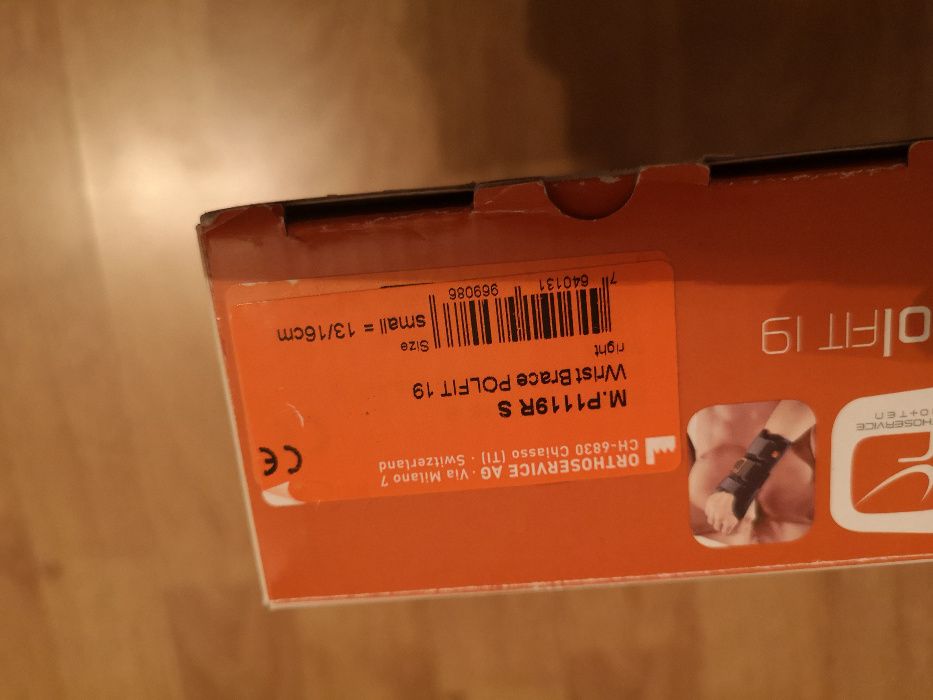 ORTHOSERVICE AG · Via Milano 7
CH-6830 Chiasso (TI) · Switzerland
M.P1119R S
Wrist Brace POLFIT 19
right
Size
small = 13/16cm
7 640131 969086
CE
olFIT 19